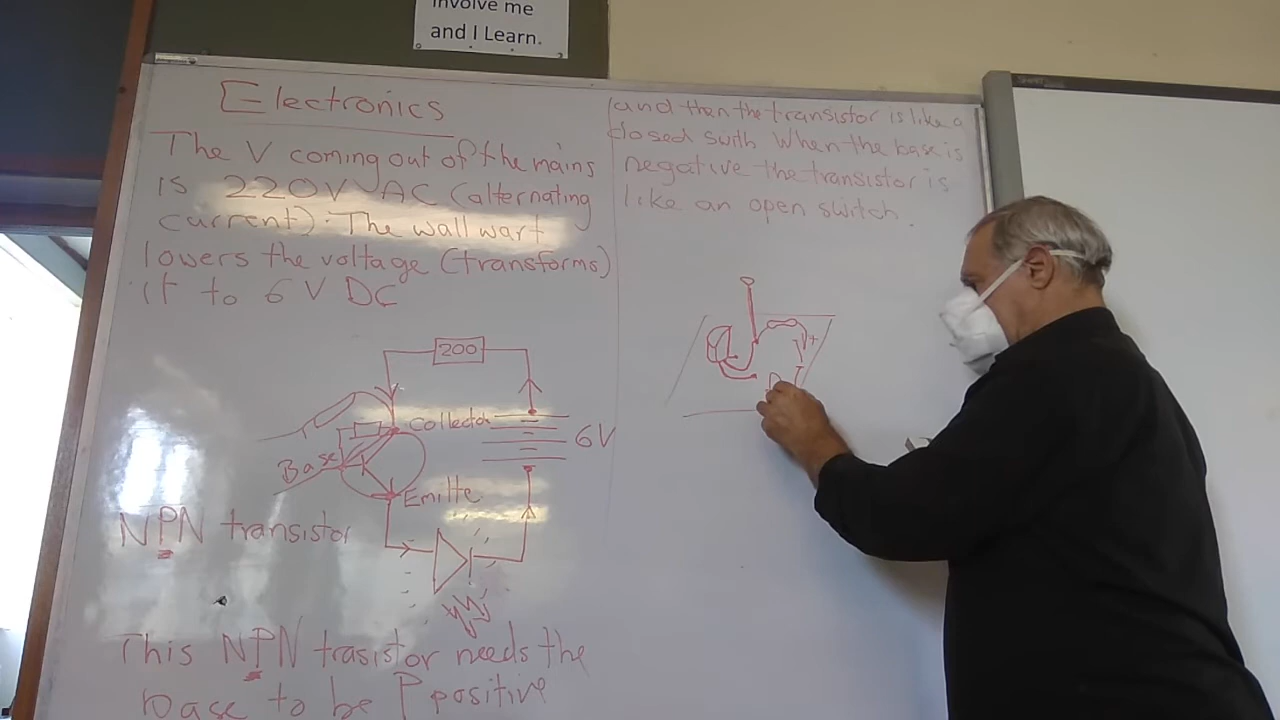 involve me
and I Learn.
Electronics
The V coming out of the mains
is 220V AC (alternating
current). The wall wart
lowers the voltage (transforms)
it to 6V DC
200
Collector
6V
Base
Emitte
NPN transistor
This NPN trasistor needs the
base to be P positive
and then the transistor is like a
closed swith When the base is
negative the transistor is
like an open switch.
V+